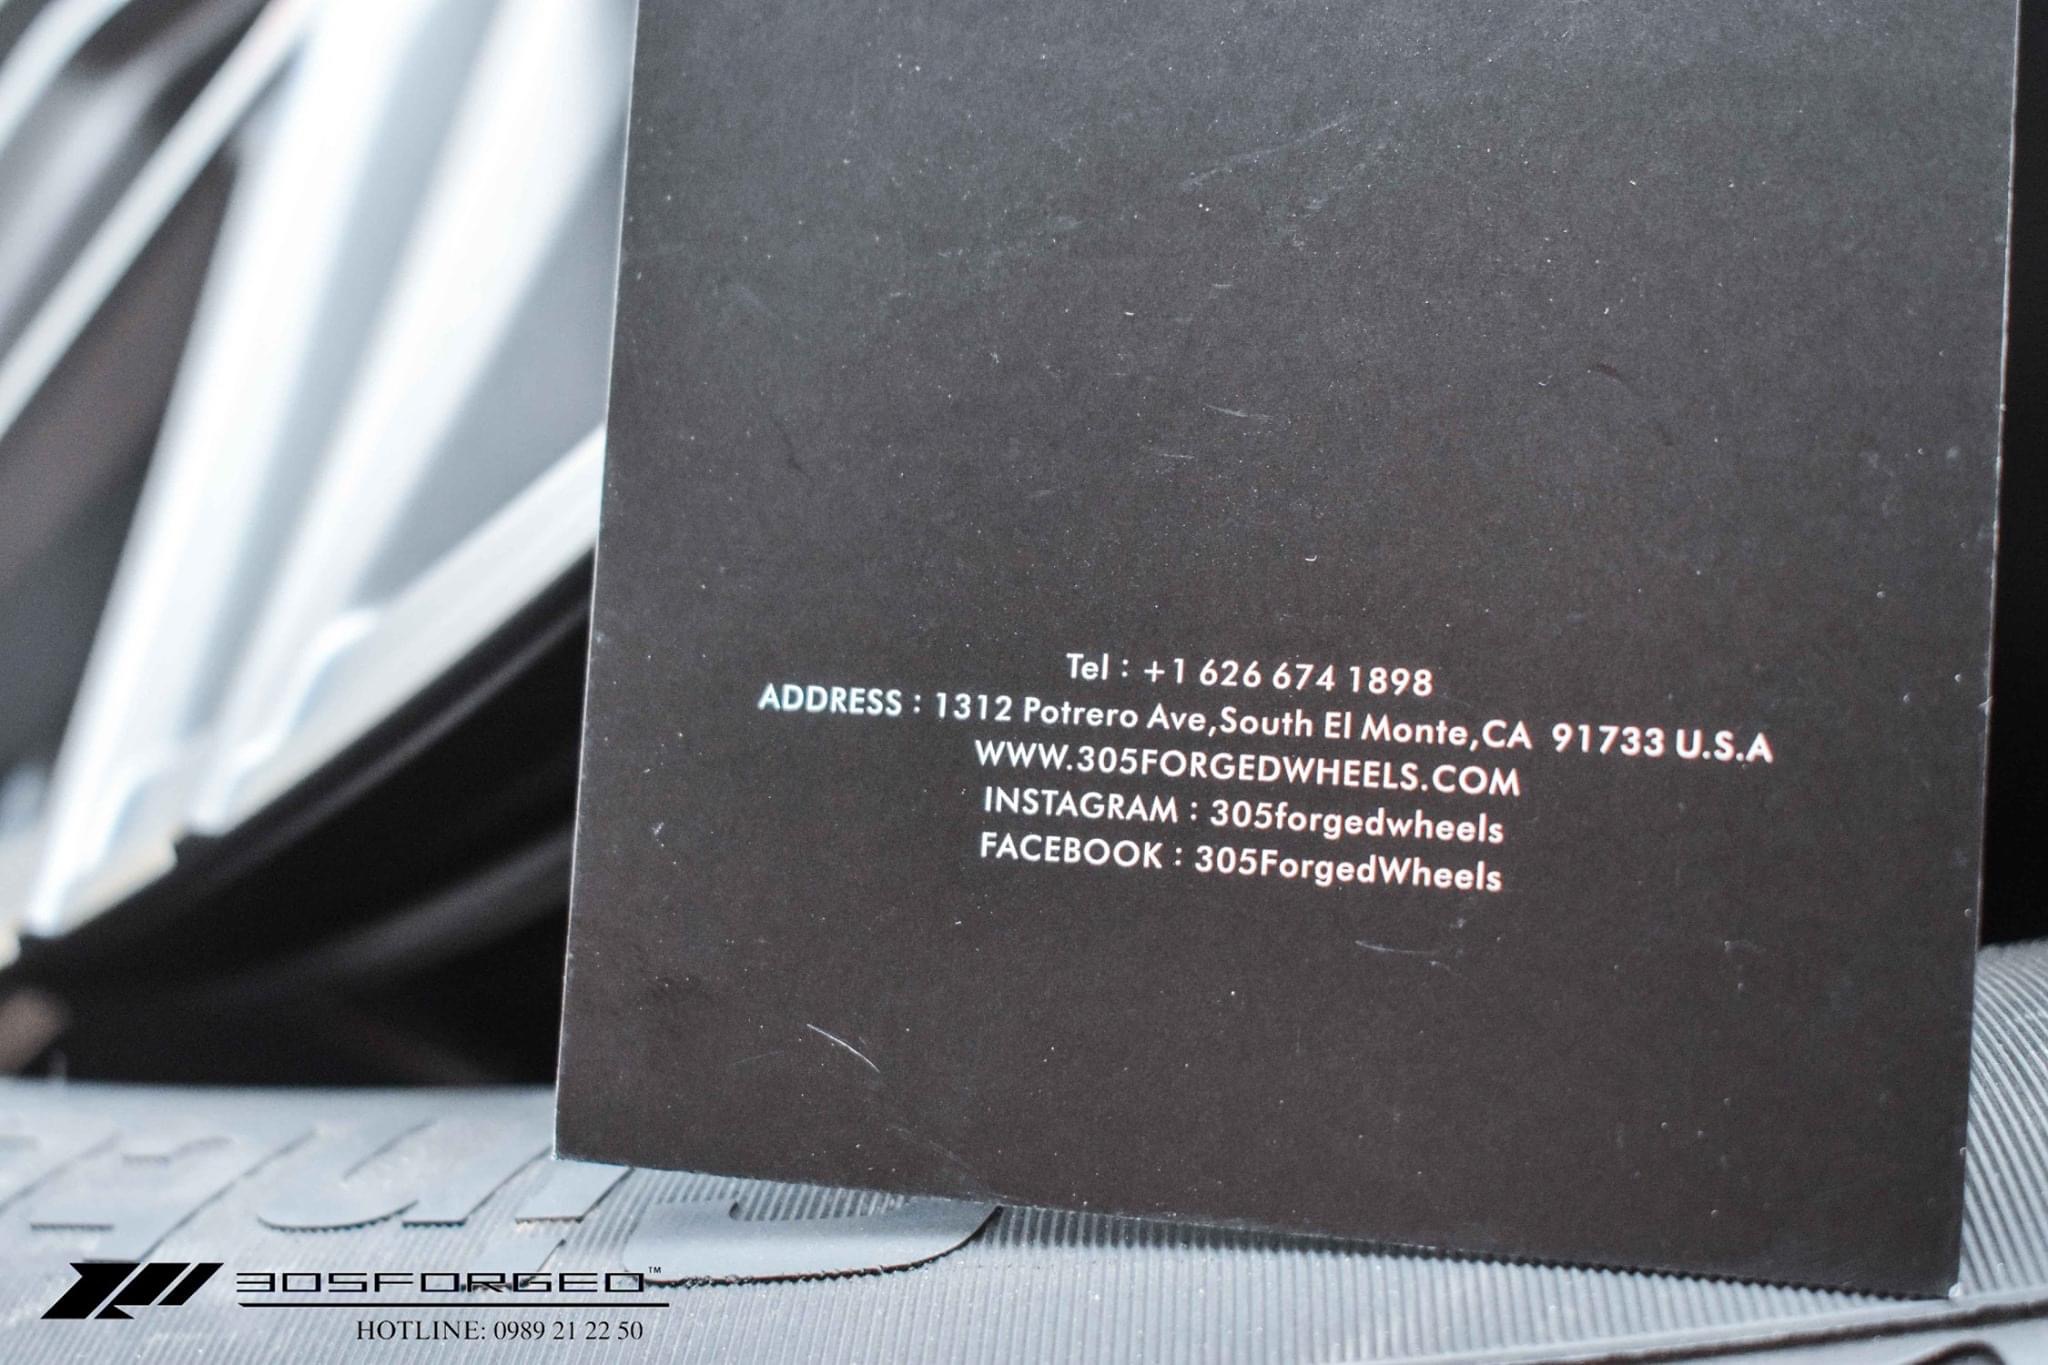 Tel : +1 626 674 1898
ADDRESS : 1312 Potrero Ave,South El Monte,CA  91733 U.S.A
WWW.305FORGEDWHEELS.COM
INSTAGRAM : 305forgedwheels
FACEBOOK : 305ForgedWheels
305FORGED™
HOTLINE: 0989 21 22 50